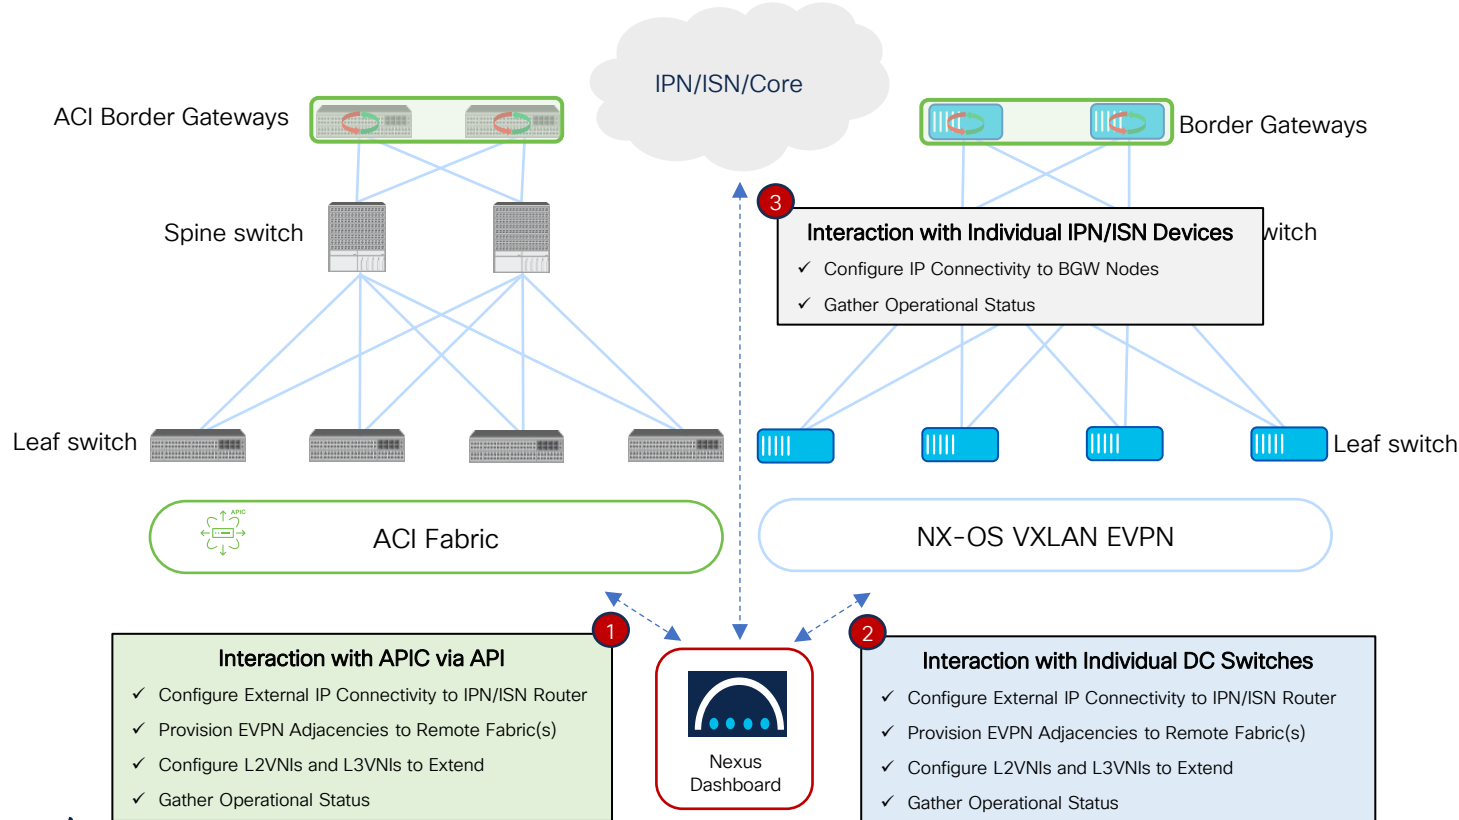 IPN/ISN/Core
ACI Border Gateways
Border Gateways
3
Spine switch
Interaction with Individual IPN/ISN Devices
witch
✓ Configure IP Connectivity to BGW Nodes
✓ Gather Operational Status
Leaf switch
Leaf switch
APIC
ACI Fabric
NX-OS VXLAN EVPN
1
2
Interaction with APIC via API
✓ Configure External IP Connectivity to IPN/ISN Router
✓ Provision EVPN Adjacencies to Remote Fabric(s)
✓ Configure L2VNIs and L3VNIs to Extend
✓ Gather Operational Status
Nexus
Dashboard
Interaction with Individual DC Switches
✓ Configure External IP Connectivity to IPN/ISN Router
✓ Provision EVPN Adjacencies to Remote Fabric(s)
✓ Configure L2VNIs and L3VNIs to Extend
✓ Gather Operational Status